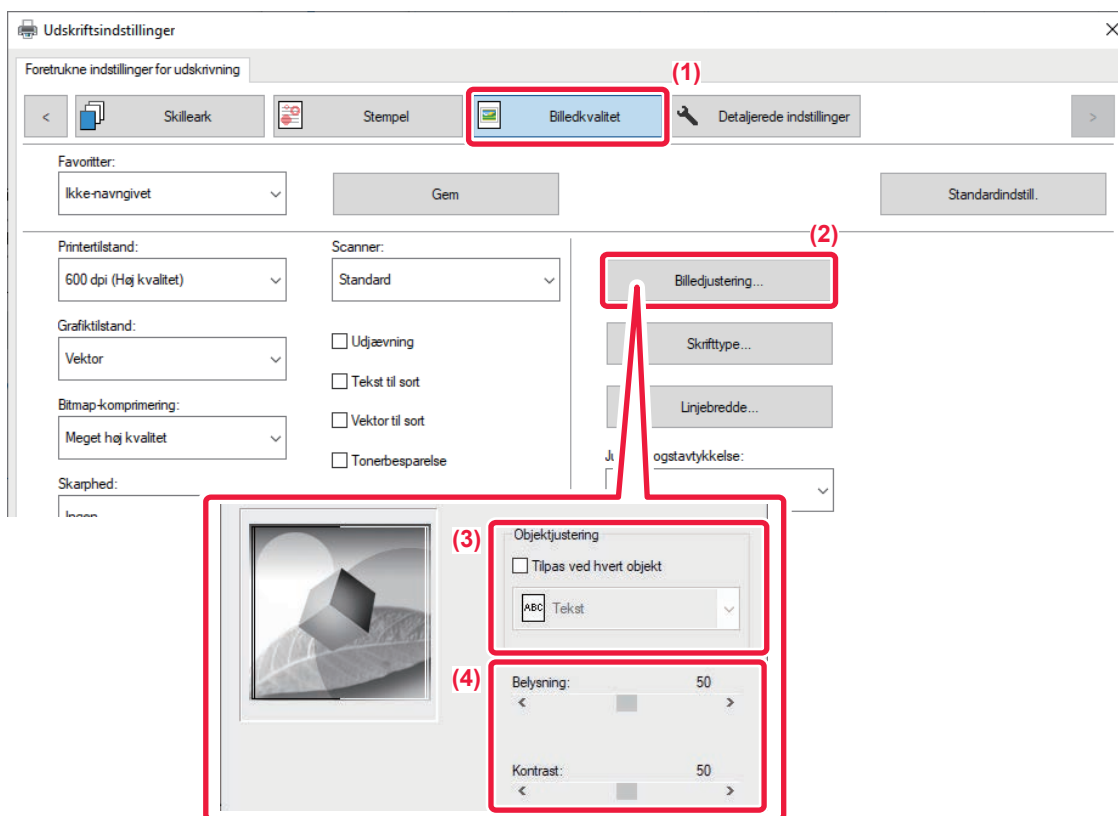 Udskriftsindstillinger
Foretrukne indstillinger for udskrivning
(1)
< Skilleark Stempel Billedkvalitet Detaljerede indstillinger >
Favoritter:
Ikke-navngivet Gem Standardindstill.
(2)
Printertilstand: Scanner:
600 dpi (Høj kvalitet) Standard Billedjustering...
Grafiktilstand:
Vektor Udjævning Skrifttype...
Tekst til sort
Bitmap-komprimering:
Meget høj kvalitet Vektor til sort Linjebredde...
Tonerbesparelse ogstavtykkelse:
Skarphed:
Ingen
(3) Objektjustering
Tilpas ved hvert objekt
ABC Tekst
(4) Belysning: 50
< >
Kontrast: 50
< >